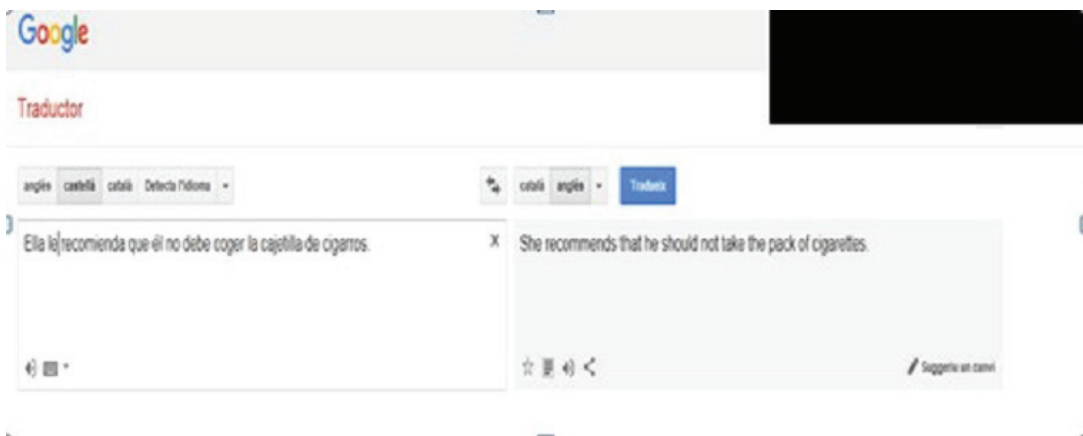 Google
Traductor
anglès castellà català Detecta l'idioma
català anglès Tradueix
Ella le recomienda que él no debe coger la cajetilla de cigarros. X
She recommends that he should not take the pack of cigarettes.
Suggeriu un canvi